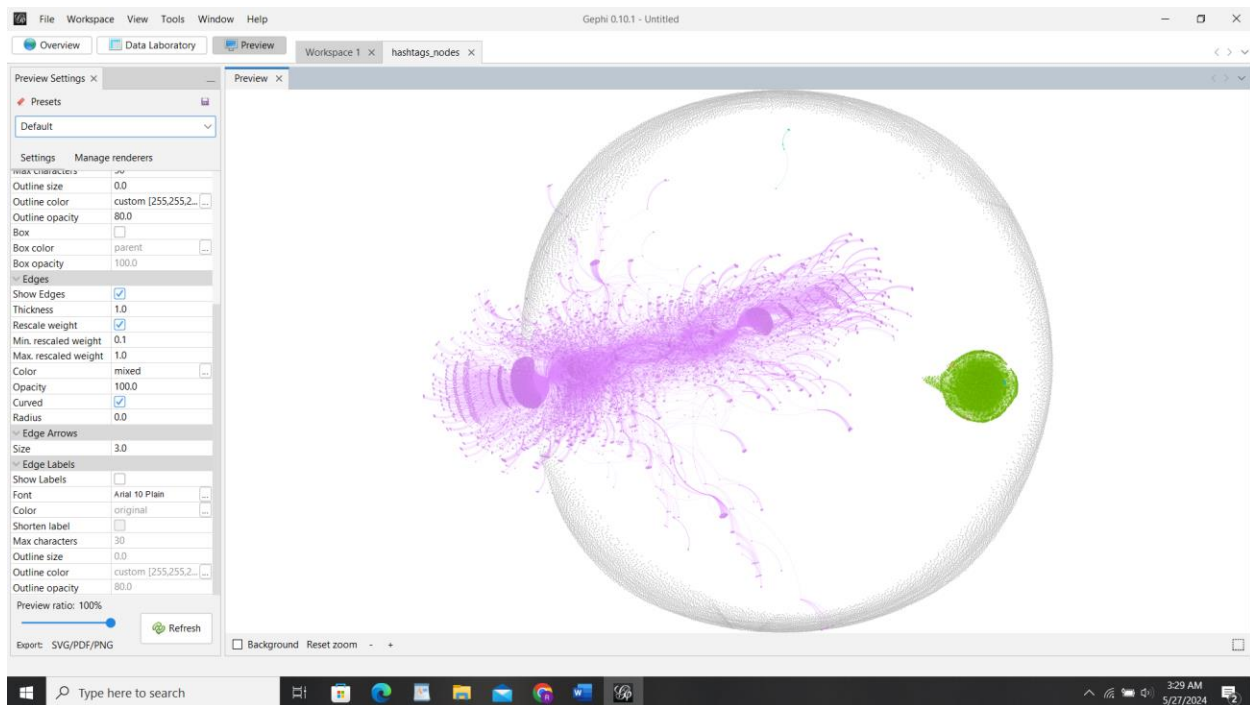 File Workspace View Tools Window Help
Gephi 0.10.1 - Untitled
Overview Data Laboratory Preview
Workspace 1 × hashtags_nodes ×
Preview Settings ×
Preview ×
Presets
Default
Settings Manage renderers
Max characters 30
Outline size 0.0
Outline color custom [255,255,2... ...
Outline opacity 80.0
Box
Box color parent ...
Box opacity 100.0
Edges
Show Edges
Thickness 1.0
Rescale weight
Min. rescaled weight 0.1
Max. rescaled weight 1.0
Color mixed ...
Opacity 100.0
Curved
Radius 0.0
Edge Arrows
Size 3.0
Edge Labels
Show Labels
Font Arial 10 Plain ...
Color original ...
Shorten label
Max characters 30
Outline size 0.0
Outline color custom [255,255,2... ...
Outline opacity 80.0
Preview ratio: 100%
Refresh
Export: SVG/PDF/PNG
Background Reset zoom - +
Type here to search
3:29 AM
5/27/2024
2